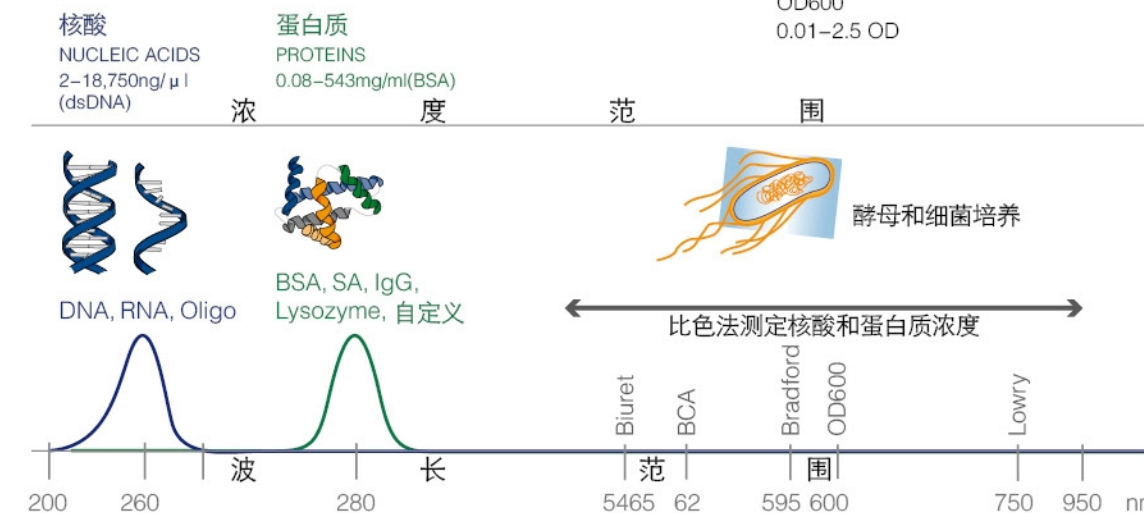 核酸
NUCLEIC ACIDS
2–18,750ng/μl
(dsDNA)
蛋白质
PROTEINS
0.08–543mg/ml(BSA)
OD600
0.01–2.5 OD
浓 度 范 围
酵母和细菌培养
DNA, RNA, Oligo
BSA, SA, IgG,
Lysozyme, 自定义
比色法测定核酸和蛋白质浓度
Biuret
BCA
Bradford
OD600
Lowry
波 长 范 围
200 260 280 5465 62 595 600 750 950